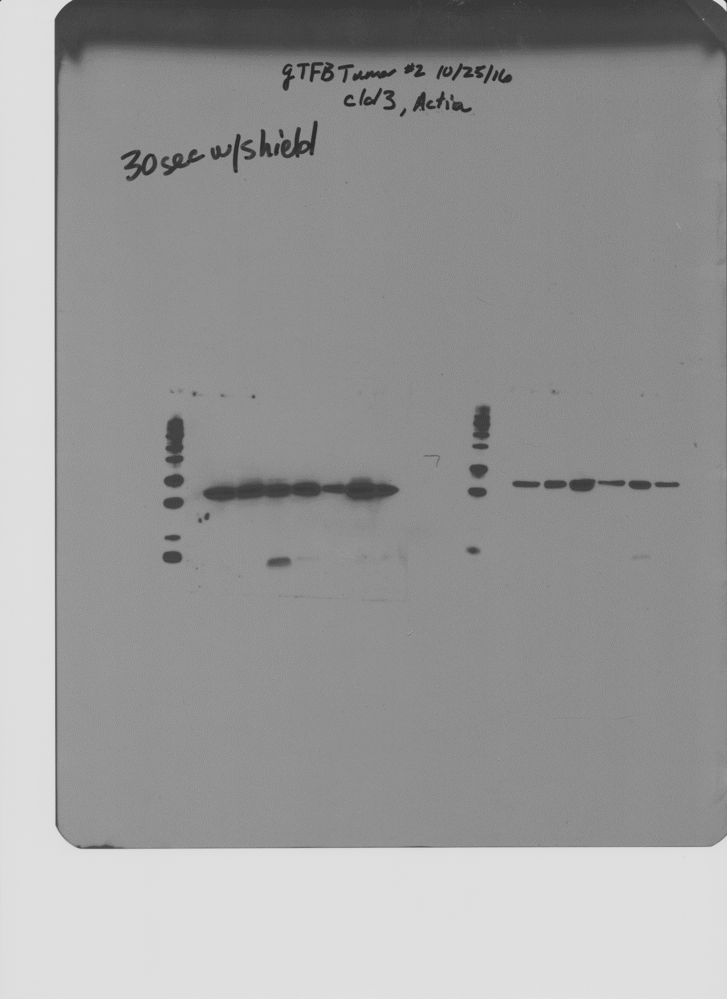 gTFB Tumor #2 10/25/16
cld3, Actin
30sec w/shield